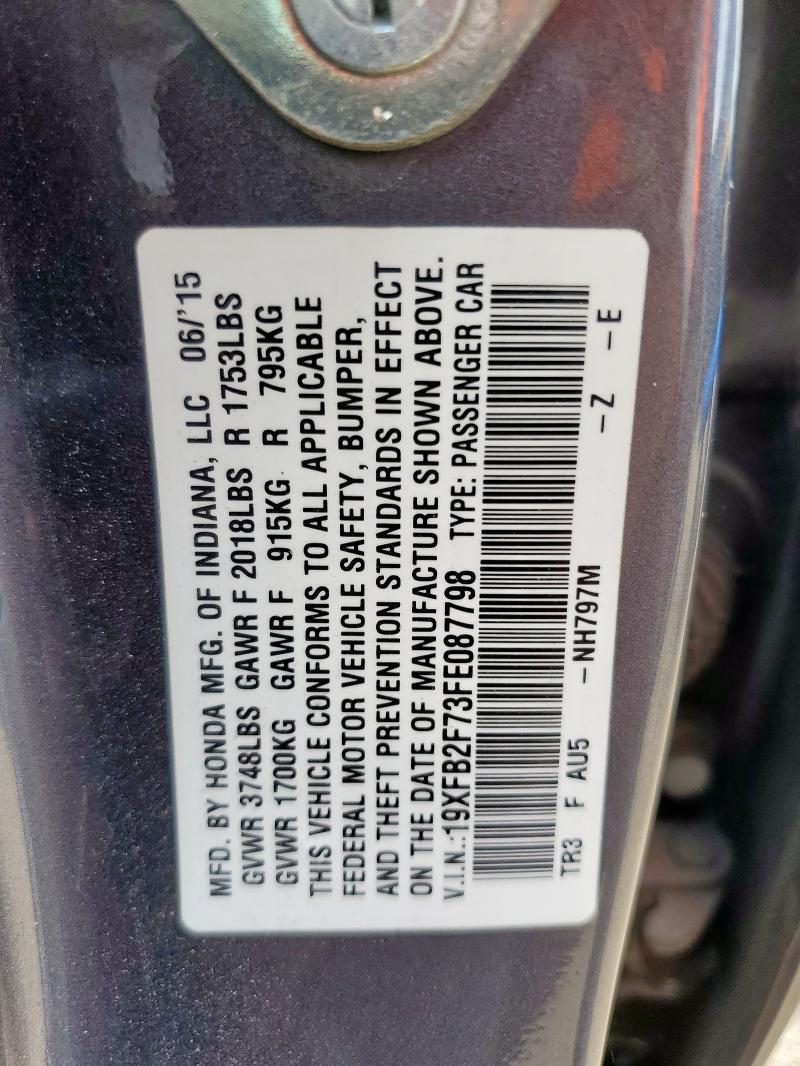 MFD. BY HONDA MFG. OF INDIANA, LLC 06/'15
GVWR 3748LBS GAWR F 2018LBS R 1753LBS
GVWR 1700KG GAWR F 915KG R 795KG
THIS VEHICLE CONFORMS TO ALL APPLICABLE
FEDERAL MOTOR VEHICLE SAFETY, BUMPER,
AND THEFT PREVENTION STANDARDS IN EFFECT
ON THE DATE OF MANUFACTURE SHOWN ABOVE.
V.I.N.:19XFB2F73FE087798 TYPE: PASSENGER CAR
TR3 F AU5 -NH797M -Z -E